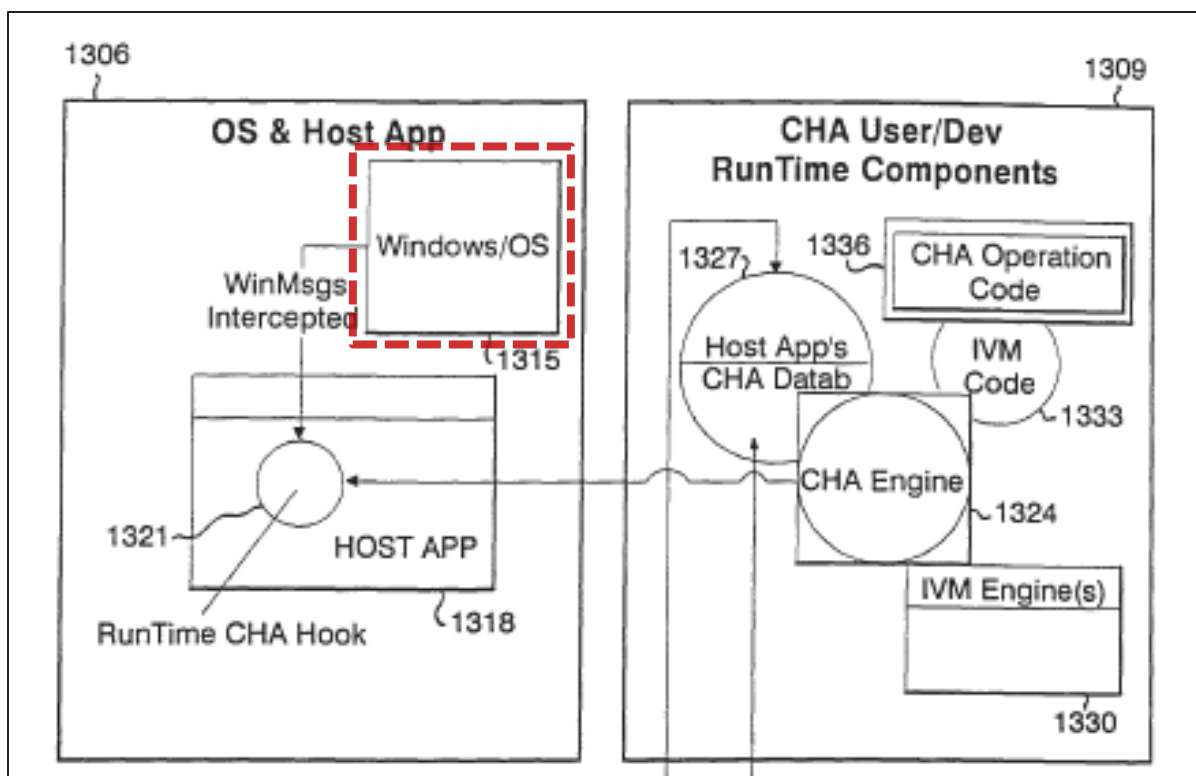 1306
OS & Host App
Windows/OS
WinMsgs
Intercepted
1315
1321
HOST APP
RunTime CHA Hook
1318
1309
CHA User/Dev
RunTime Components
1327
1336
CHA Operation
Code
Host App's
CHA Datab
IVM
Code
1333
CHA Engine
1324
IVM Engine(s)
1330